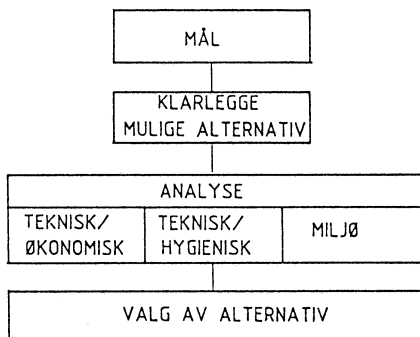 MÅL
KLARLEGGE
MULIGE ALTERNATIV
ANALYSE
TEKNISK/
ØKONOMISK
TEKNISK/
HYGIENISK
MILJØ
VALG AV ALTERNATIV